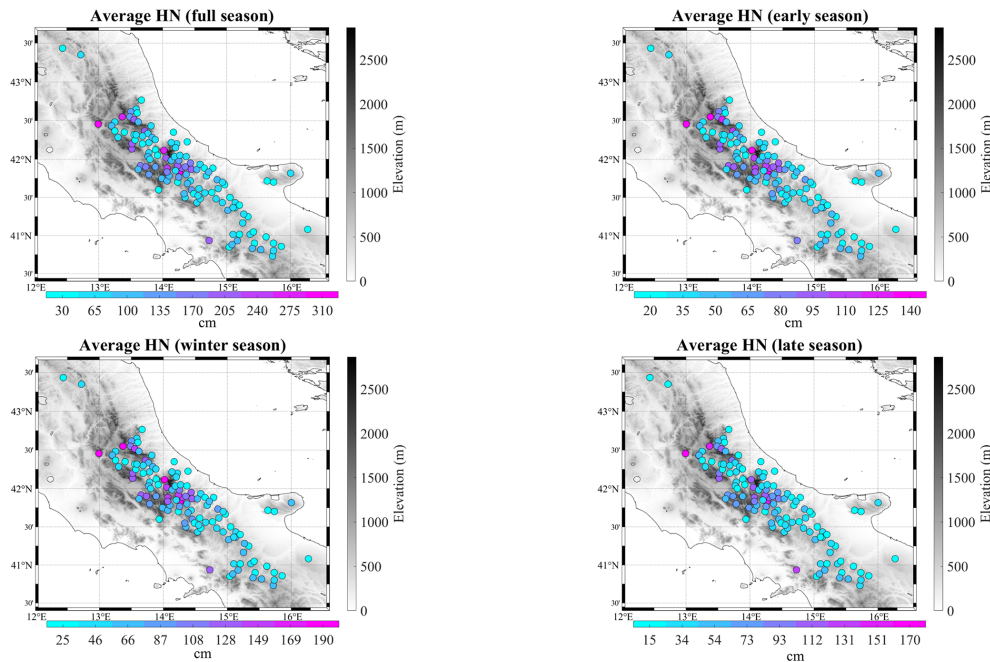 Average HN (full season)
30'
43°N
30'
42°N
30'
41°N
30'
12°E 13°E 14°E 15°E 16°E
2500
2000
1500
1000
500
0
Elevation (m)
30 65 100 135 170 205 240 275 310
cm
Average HN (early season)
30'
43°N
30'
42°N
30'
41°N
30'
12°E 13°E 14°E 15°E 16°E
2500
2000
1500
1000
500
0
Elevation (m)
20 35 50 65 80 95 110 125 140
cm
Average HN (winter season)
30'
43°N
30'
42°N
30'
41°N
30'
12°E 13°E 14°E 15°E 16°E
2500
2000
1500
1000
500
0
Elevation (m)
25 46 66 87 108 128 149 169 190
cm
Average HN (late season)
30'
43°N
30'
42°N
30'
41°N
30'
12°E 13°E 14°E 15°E 16°E
2500
2000
1500
1000
500
0
Elevation (m)
15 34 54 73 93 112 131 151 170
cm